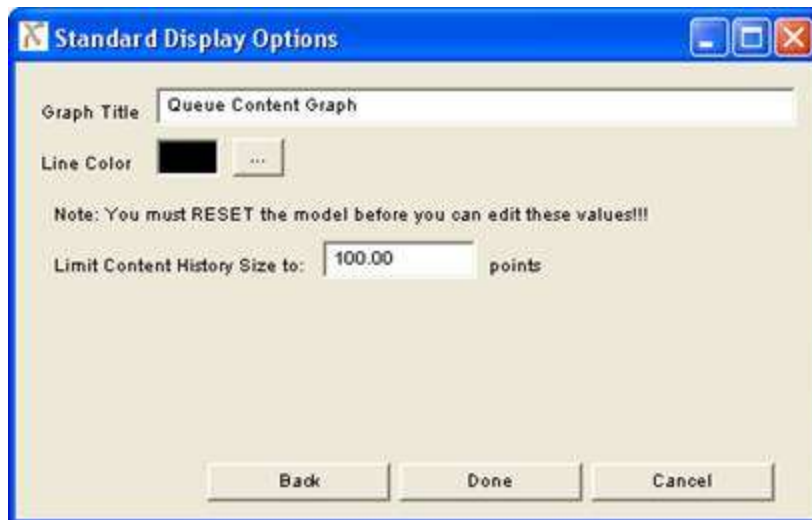 Standard Display Options
Graph Title Queue Content Graph
Line Color ...
Note: You must RESET the model before you can edit these values!!!
Limit Content History Size to: 100.00 points
Back Done Cancel